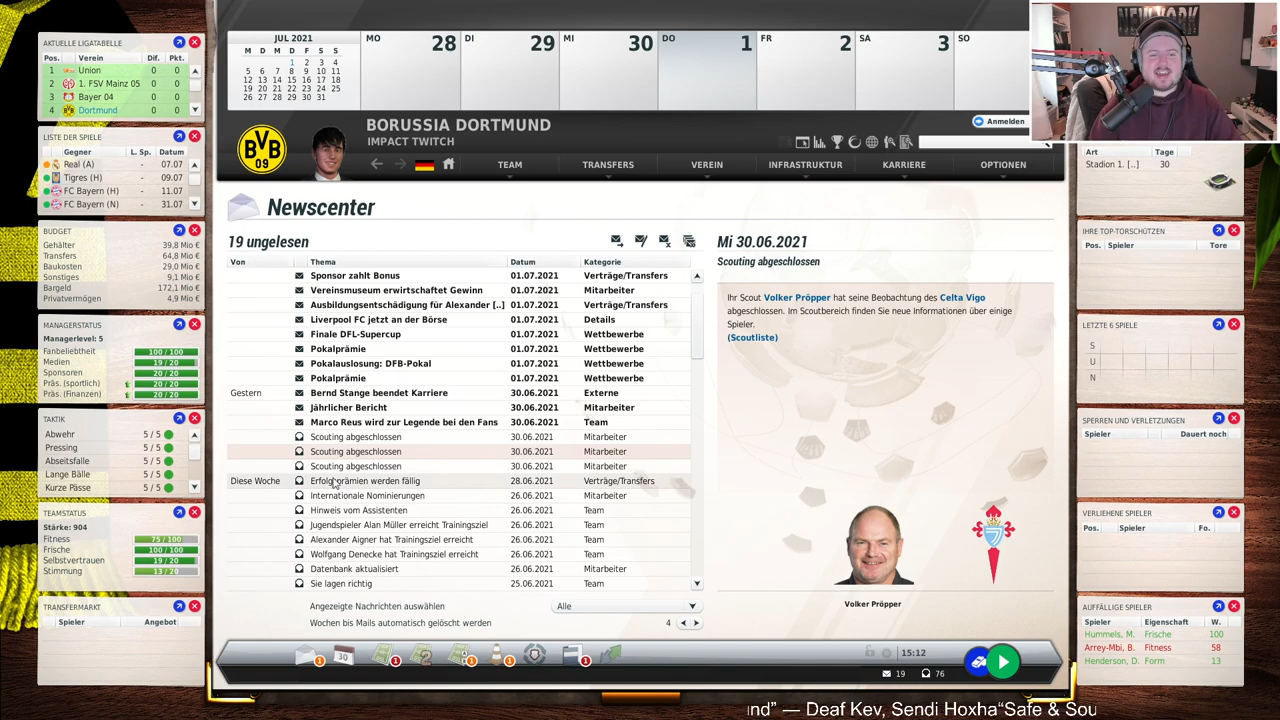 AKTUELLE LIGATABELLE
Pos. Verein Dif. Pkt.
1 Union 0 0
2 1. FSV Mainz 05 0 0
3 Bayer 04 0 0
4 Dortmund 0 0
LISTE DER SPIELE
Gegner L. Sp. Datum
Real (A) - 07.07
Tigres (H) - 09.07
FC Bayern (H) - 11.07
FC Bayern (N) - 31.07
BUDGET
Gehälter 39,8 Mio €
Transfers 64,8 Mio €
Baukosten 29,0 Mio €
Sonstiges 9,1 Mio €
Bargeld 172,1 Mio €
Privatvermögen 4,9 Mio €
MANAGERSTATUS
Managerlevel: 5
Fanbeliebtheit 100 / 100
Medien 19 / 20
Sponsoren 20 / 20
Präs. (sportlich) 20 / 20
Präs. (Finanzen) 20 / 20
TAKTIK
Abwehr 5 / 5
Pressing 5 / 5
Abseitsfalle 5 / 5
Lange Bälle 5 / 5
Kurze Pässe 5 / 5
TEAMSTATUS
Stärke: 904
Fitness 75 / 100
Frische 100 / 100
Selbstvertrauen 19 / 20
Stimmung 13 / 20
TRANSFERMARKT
Spieler Angebot
JUL 2021
M D M D F S S
1 2 3 4
5 6 7 8 9 10 11
12 13 14 15 16 17 18
19 20 21 22 23 24 25
26 27 28 29 30 31
MO 28
DI 29
MI 30
DO 1
FR 2
SA 3
SO
NEW YORK
Anmelden
BVB 09
BORUSSIA DORTMUND
IMPACT TWITCH
TEAM TRANSFERS VEREIN INFRASTRUKTUR KARRIERE OPTIONEN
Newscenter
19 ungelesen
Von Thema Datum Kategorie
Sponsor zahlt Bonus 01.07.2021 Verträge/Transfers
Vereinsmuseum erwirtschaftet Gewinn 01.07.2021 Mitarbeiter
Ausbildungsentschädigung für Alexander [..] 01.07.2021 Verträge/Transfers
Liverpool FC jetzt an der Börse 01.07.2021 Details
Finale DFL-Supercup 01.07.2021 Wettbewerbe
Pokalprämie 01.07.2021 Wettbewerbe
Pokalauslosung: DFB-Pokal 01.07.2021 Wettbewerbe
Pokalprämie 01.07.2021 Wettbewerbe
Gestern Bernd Stange beendet Karriere 30.06.2021 Externe
Jährlicher Bericht 30.06.2021 Mitarbeiter
Marco Reus wird zur Legende bei den Fans 30.06.2021 Team
Scouting abgeschlossen 30.06.2021 Mitarbeiter
Scouting abgeschlossen 30.06.2021 Mitarbeiter
Scouting abgeschlossen 30.06.2021 Mitarbeiter
Diese Woche Erfolgsprämien werden fällig 28.06.2021 Verträge/Transfers
Internationale Nominierungen 26.06.2021 Mitarbeiter
Hinweis vom Assistenten 26.06.2021 Team
Jugendspieler Alan Müller erreicht Trainingsziel 26.06.2021 Team
Alexander Aigner hat Trainingsziel erreicht 26.06.2021 Team
Wolfgang Denecke hat Trainingsziel erreicht 26.06.2021 Team
Datenbank aktualisiert 26.06.2021 Mitarbeiter
Sie lagen richtig 25.06.2021 Team
Angezeigte Nachrichten auswählen Alle
Wochen bis Mails automatisch gelöscht werden 4
Mi 30.06.2021
Scouting abgeschlossen
Ihr Scout Volker Pröpper hat seine Beobachtung des Celta Vigo
abgeschlossen. Im Scoutbereich finden Sie neue Informationen über einige
Spieler.
(Scoutliste)
Volker Pröpper
30
15:12
19 76
Art Tage
Stadion 1. [..] 30
IHRE TOP-TORSCHÜTZEN
Pos. Spieler Tore
LETZTE 6 SPIELE
S
U
N
SPERREN UND VERLETZUNGEN
Spieler Dauert noch
VERLIEHENE SPIELER
Pos. Spieler Fo.
AUFFÄLLIGE SPIELER
Spieler Eigenschaft W.
Hummels, M. Frische 100
Arrey-Mbi, B. Fitness 58
Henderson, D. Form 13
nd” — Deaf Kev, Sendi Hoxha“Safe & Sou